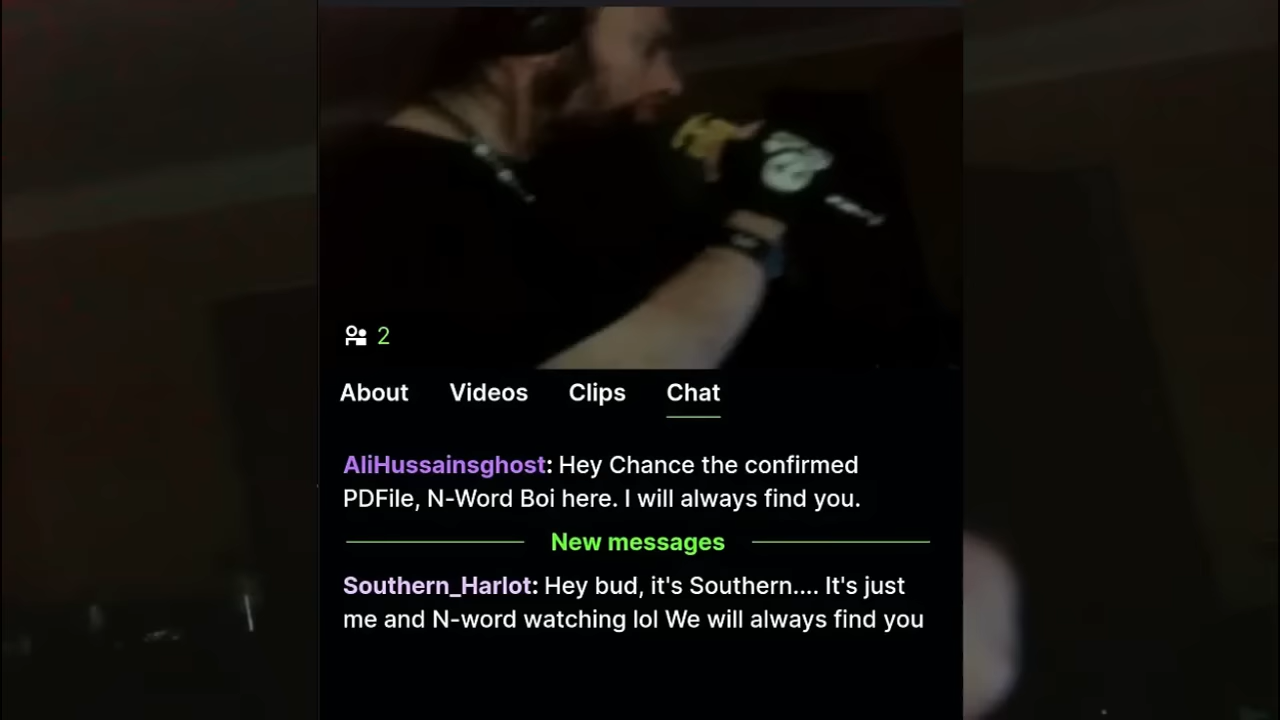 2
About Videos Clips Chat
AliHussainsghost: Hey Chance the confirmed
PDFile, N-Word Boi here. I will always find you.
New messages
Southern_Harlot: Hey bud, it's Southern.... It's just
me and N-word watching lol We will always find you